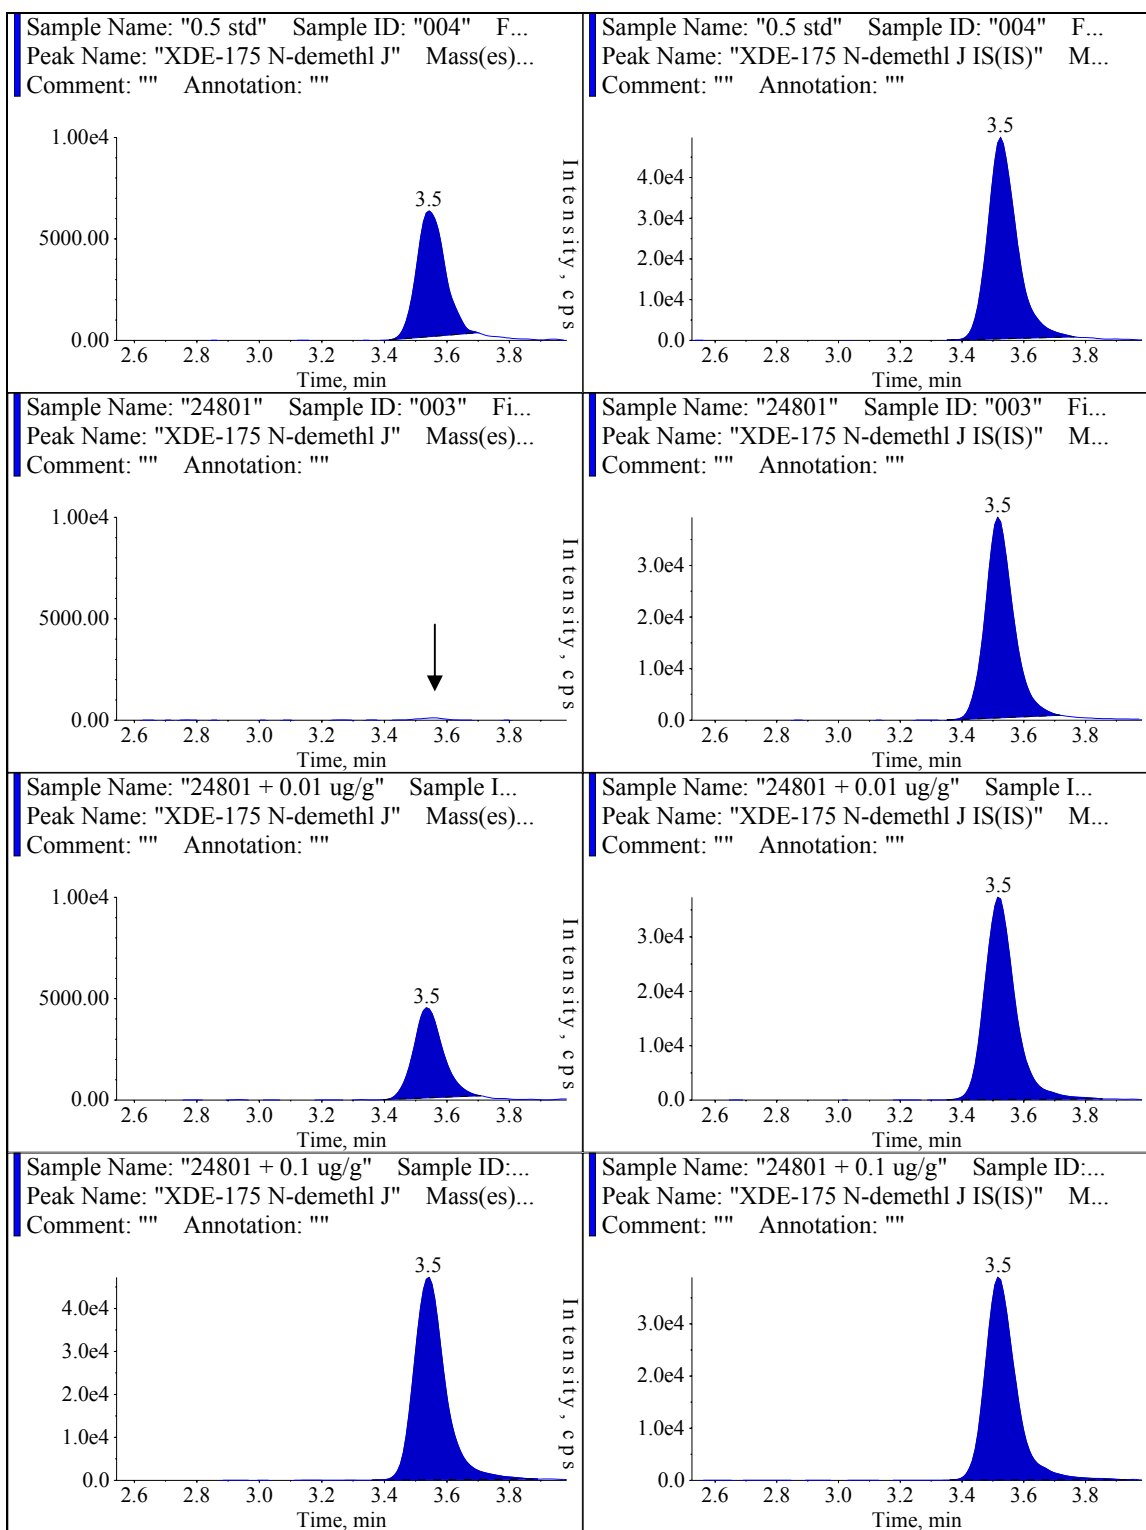 Sample Name: "0.5 std"    Sample ID: "004"    F...
Peak Name: "XDE-175 N-demethl J"    Mass(es)...
Comment: ""    Annotation: ""
1.00e4
5000.00
0.00
3.5
2.6 2.8 3.0 3.2 3.4 3.6 3.8
Time, min
Sample Name: "0.5 std"    Sample ID: "004"    F...
Peak Name: "XDE-175 N-demethl J IS(IS)"    M...
Comment: ""    Annotation: ""
Intensity, cps
3.5
4.0e4
3.0e4
2.0e4
1.0e4
0.0
2.6 2.8 3.0 3.2 3.4 3.6 3.8
Time, min
Sample Name: "24801"    Sample ID: "003"    Fi...
Peak Name: "XDE-175 N-demethl J"    Mass(es)...
Comment: ""    Annotation: ""
1.00e4
5000.00
0.00
2.6 2.8 3.0 3.2 3.4 3.6 3.8
Time, min
Sample Name: "24801"    Sample ID: "003"    Fi...
Peak Name: "XDE-175 N-demethl J IS(IS)"    M...
Comment: ""    Annotation: ""
Intensity, cps
3.5
3.0e4
2.0e4
1.0e4
0.0
2.6 2.8 3.0 3.2 3.4 3.6 3.8
Time, min
Sample Name: "24801 + 0.01 ug/g"    Sample I...
Peak Name: "XDE-175 N-demethl J"    Mass(es)...
Comment: ""    Annotation: ""
1.00e4
5000.00
0.00
3.5
2.6 2.8 3.0 3.2 3.4 3.6 3.8
Time, min
Sample Name: "24801 + 0.01 ug/g"    Sample I...
Peak Name: "XDE-175 N-demethl J IS(IS)"    M...
Comment: ""    Annotation: ""
Intensity, cps
3.5
3.0e4
2.0e4
1.0e4
0.0
2.6 2.8 3.0 3.2 3.4 3.6 3.8
Time, min
Sample Name: "24801 + 0.1 ug/g"    Sample ID:...
Peak Name: "XDE-175 N-demethl J"    Mass(es)...
Comment: ""    Annotation: ""
3.5
4.0e4
3.0e4
2.0e4
1.0e4
0.0
2.6 2.8 3.0 3.2 3.4 3.6 3.8
Time, min
Sample Name: "24801 + 0.1 ug/g"    Sample ID:...
Peak Name: "XDE-175 N-demethl J IS(IS)"    M...
Comment: ""    Annotation: ""
Intensity, cps
3.5
3.0e4
2.0e4
1.0e4
0.0
2.6 2.8 3.0 3.2 3.4 3.6 3.8
Time, min